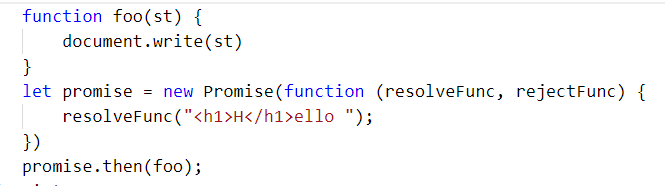 function foo(st) {
    document.write(st)
}
let promise = new Promise(function (resolveFunc, rejectFunc) {
    resolveFunc("<h1>H</h1>ello ");
})
promise.then(foo);